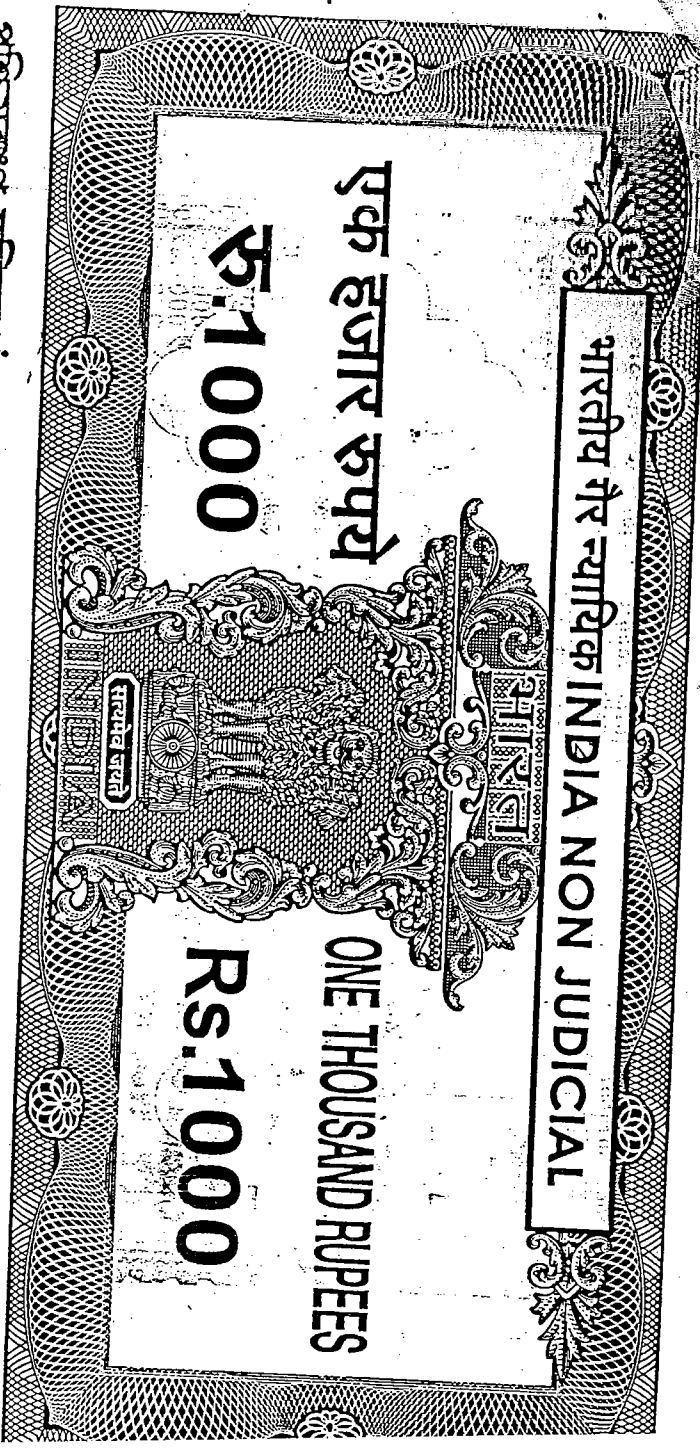 भारतीय गैर न्यायिक INDIA NON JUDICIAL
भारत
एक हजार रुपये
ONE THOUSAND RUPEES
रु.1000
Rs.1000
सत्यमेव जयते
INDIA